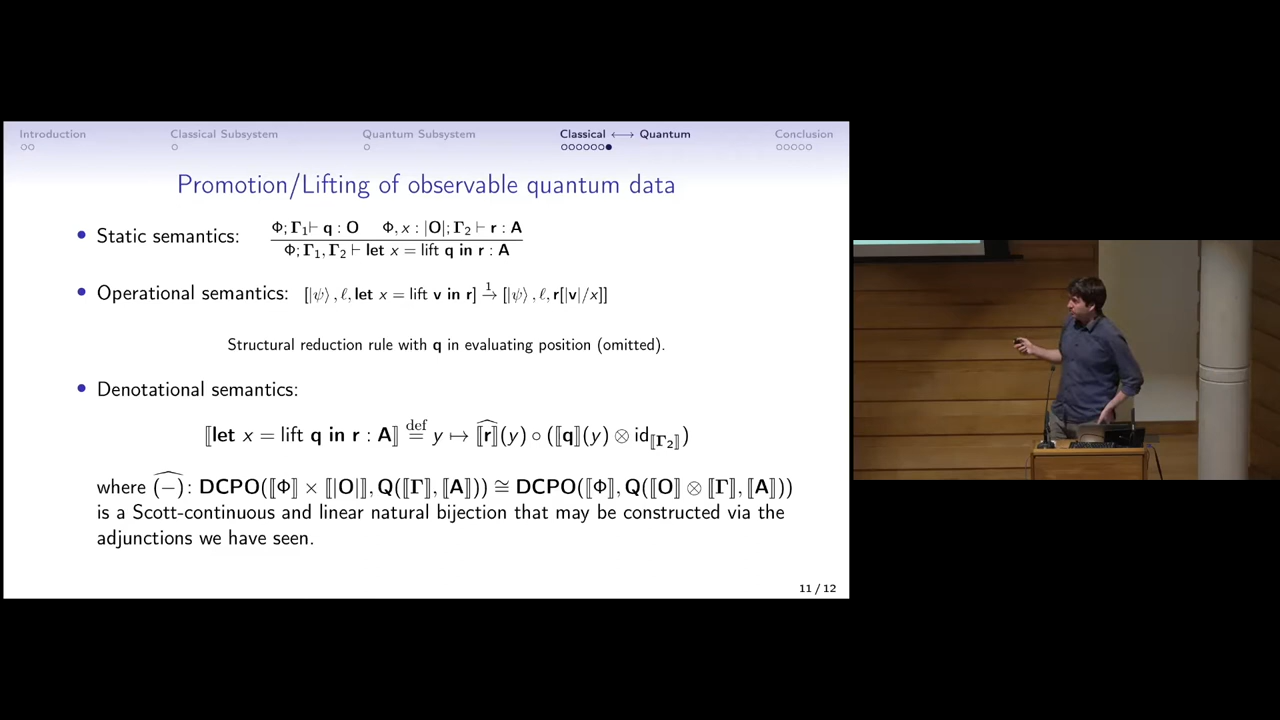 Introduction Classical Subsystem Quantum Subsystem Classical ⟷ Quantum Conclusion
Promotion/Lifting of observable quantum data
• Static semantics: Φ; Γ₁ ⊢ q : O Φ, x : |O|; Γ₂ ⊢ r : A
Φ; Γ₁, Γ₂ ⊢ let x = lift q in r : A
• Operational semantics: [|ψ⟩, ℓ, let x = lift v in r] →¹ [|ψ⟩, ℓ, r[|v|/x]]
Structural reduction rule with q in evaluating position (omitted).
• Denotational semantics:
⟦let x = lift q in r : A⟧ ≝ y ↦ \widehat{⟦r⟧}(y) ∘ (⟦q⟧(y) ⊗ id_{⟦Γ₂⟧})
where \widehat{(−)} : DCPO(⟦Φ⟧ × ⟦|O|⟧, Q(⟦Γ⟧, ⟦A⟧)) ≅ DCPO(⟦Φ⟧, Q(⟦O⟧ ⊗ ⟦Γ⟧, ⟦A⟧))
is a Scott-continuous and linear natural bijection that may be constructed via the
adjunctions we have seen.
11 / 12